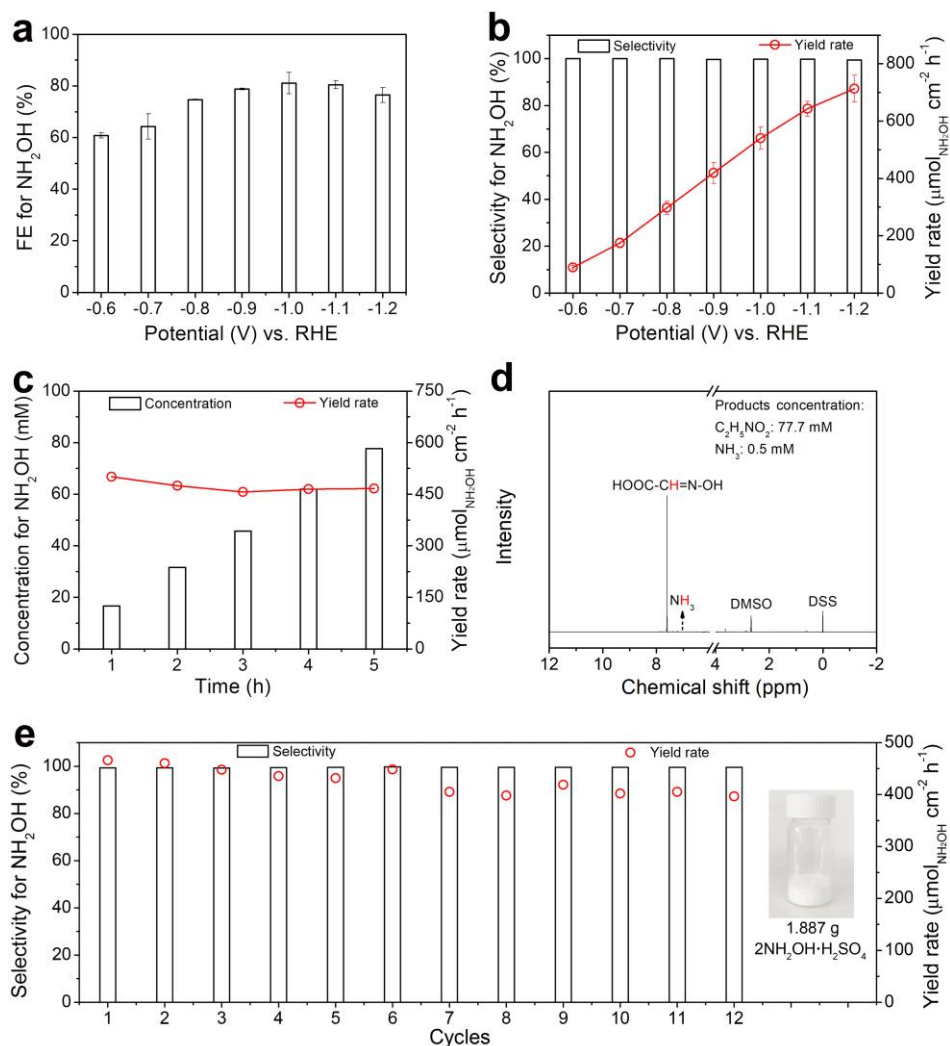 a
FE for NH₂OH (%)
100
80
60
40
20
0
-0.6 -0.7 -0.8 -0.9 -1.0 -1.1 -1.2
Potential (V) vs. RHE
b
Selectivity Yield rate
Selectivity for NH₂OH (%)
100
80
60
40
20
0
800
600
400
200
0
Yield rate (μmol_NH₂OH cm⁻² h⁻¹)
-0.6 -0.7 -0.8 -0.9 -1.0 -1.1 -1.2
Potential (V) vs. RHE
c
Concentration Yield rate
Concentration for NH₂OH (mM)
100
80
60
40
20
0
750
600
450
300
150
0
Yield rate (μmol_NH₂OH cm⁻² h⁻¹)
1 2 3 4 5
Time (h)
d
Products concentration:
C₂H₅NO₂: 77.7 mM
NH₃: 0.5 mM
HOOC-CH=N-OH
NH₃
DMSO
DSS
Intensity
12 10 8 6 4 2 0 -2
Chemical shift (ppm)
e
Selectivity Yield rate
Selectivity for NH₂OH (%)
100
80
60
40
20
0
500
400
300
200
100
0
Yield rate (μmol_NH₂OH cm⁻² h⁻¹)
1.887 g
2NH₂OH·H₂SO₄
1 2 3 4 5 6 7 8 9 10 11 12
Cycles